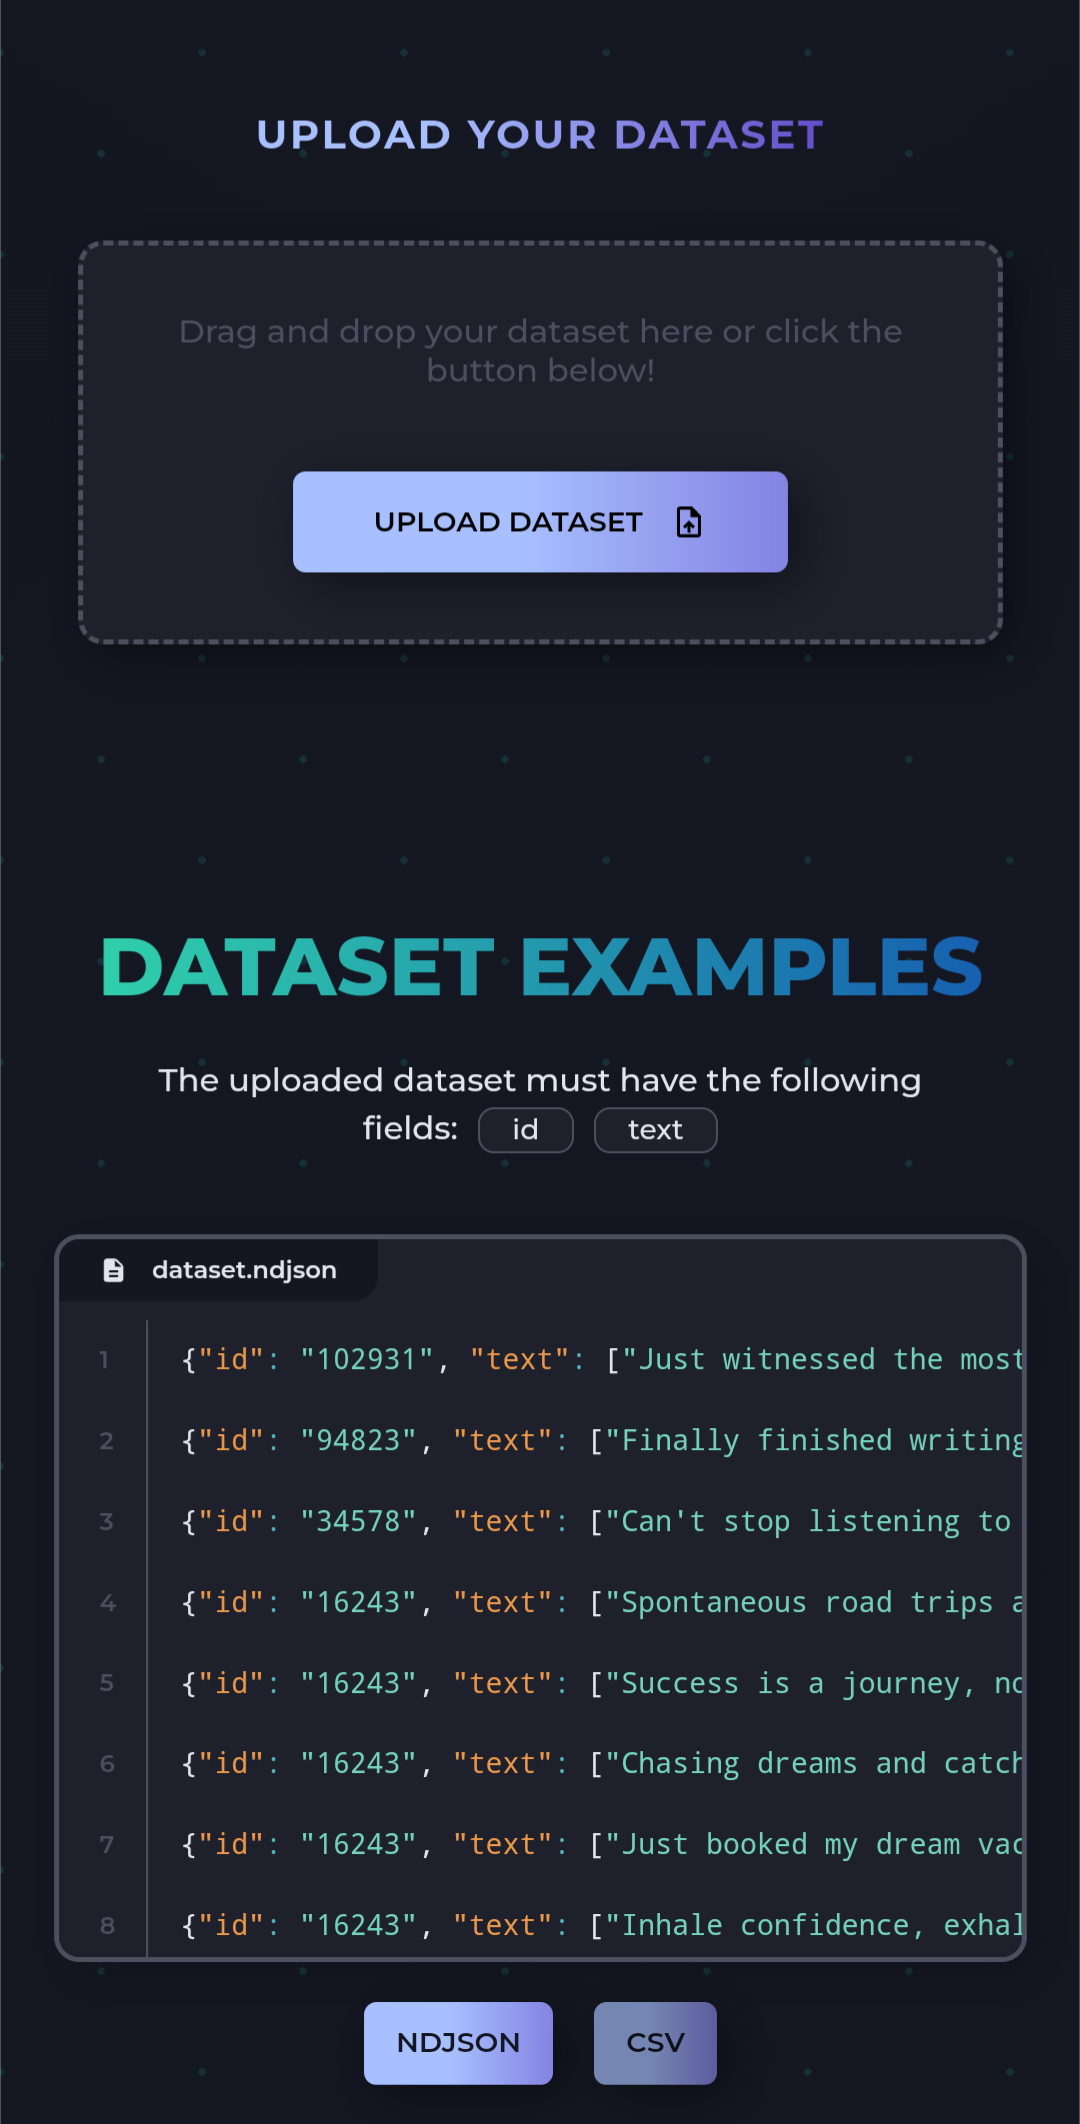 UPLOAD YOUR DATASET
Drag and drop your dataset here or click the
button below!
UPLOAD DATASET
DATASET EXAMPLES
The uploaded dataset must have the following
fields: id text
dataset.ndjson
1 {"id": "102931", "text": ["Just witnessed the most
2 {"id": "94823", "text": ["Finally finished writing
3 {"id": "34578", "text": ["Can't stop listening to
4 {"id": "16243", "text": ["Spontaneous road trips a
5 {"id": "16243", "text": ["Success is a journey, no
6 {"id": "16243", "text": ["Chasing dreams and catch
7 {"id": "16243", "text": ["Just booked my dream vac
8 {"id": "16243", "text": ["Inhale confidence, exhal
NDJSON CSV